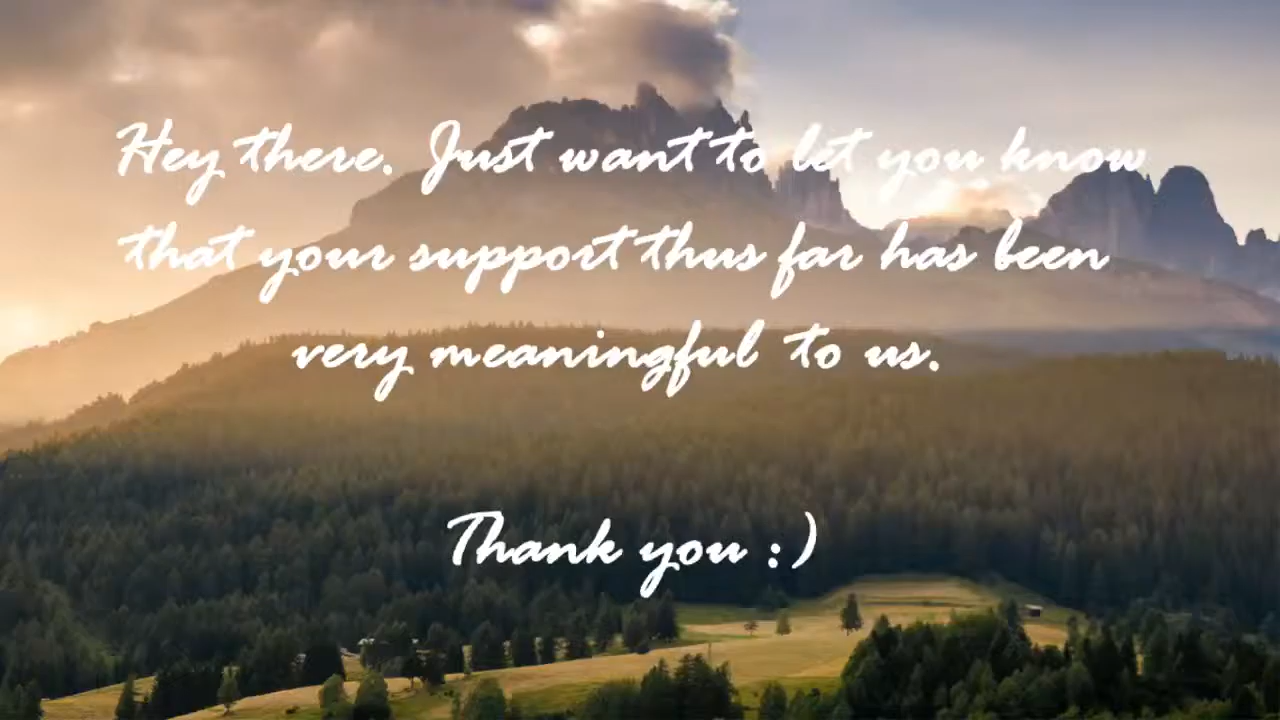 Hey there. Just want to let you know
that your support thus far has been
very meaningful to us.
Thank you :)